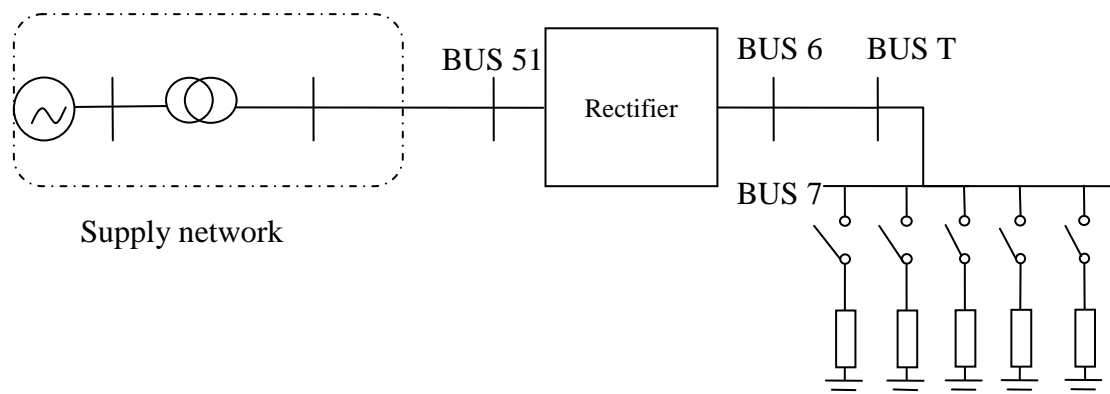 BUS 51
BUS 6
BUS T
Rectifier
BUS 7
Supply network